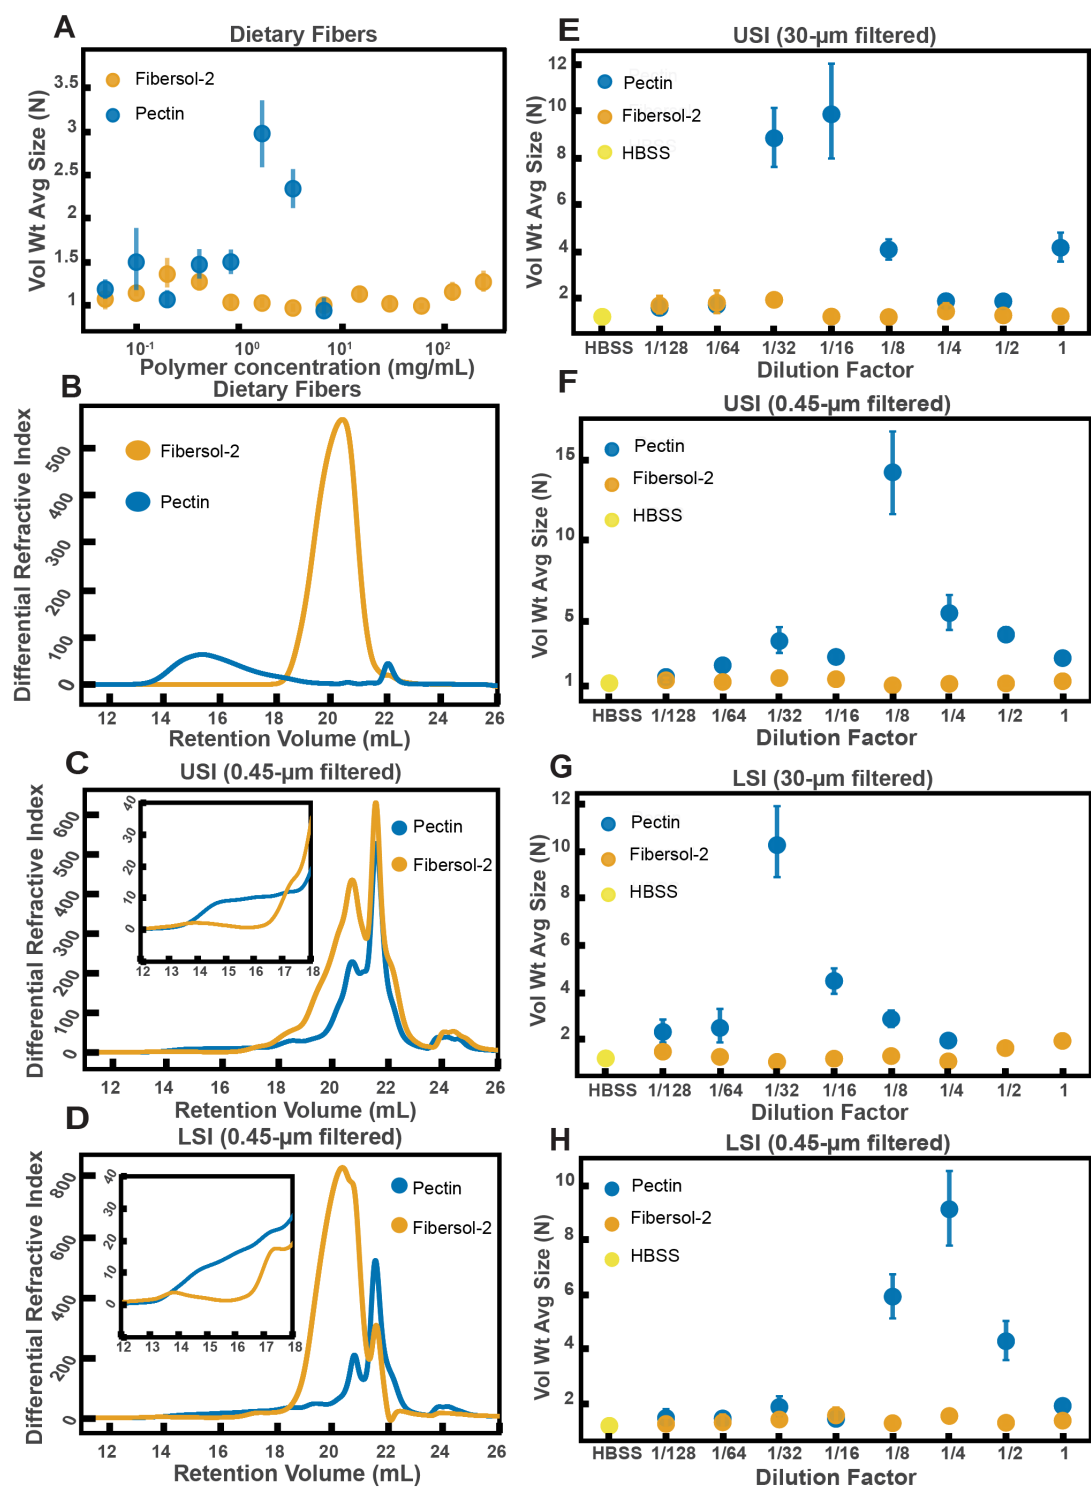 A
Dietary Fibers
Vol Wt Avg Size (N)
3.5
3
2.5
2
1.5
1
Fibersol-2
Pectin
10-1
10⁰
10¹
10²
Polymer concentration (mg/mL)
B
Dietary Fibers
Differential Refractive Index
500
400
300
200
100
0
Fibersol-2
Pectin
12 14 16 18 20 22 24 26
Retention Volume (mL)
C
USI (0.45-µm filtered)
Differential Refractive Index
600
500
400
300
200
100
0
40
30
20
10
0
12 13 14 15 16 17 18
Pectin
Fibersol-2
12 14 16 18 20 22 24 26
Retention Volume (mL)
D
LSI (0.45-µm filtered)
Differential Refractive Index
800
600
400
200
0
40
30
20
10
0
12 13 14 15 16 17 18
Pectin
Fibersol-2
12 14 16 18 20 22 24 26
Retention Volume (mL)
E
USI (30-µm filtered)
Vol Wt Avg Size (N)
12
10
8
6
4
2
Pectin
Fibersol-2
HBSS
HBSS 1/128 1/64 1/32 1/16 1/8 1/4 1/2 1
Dilution Factor
F
USI (0.45-µm filtered)
Vol Wt Avg Size (N)
15
10
6
1
Pectin
Fibersol-2
HBSS
HBSS 1/128 1/64 1/32 1/16 1/8 1/4 1/2 1
Dilution Factor
G
LSI (30-µm filtered)
Vol Wt Avg Size (N)
12
10
8
6
4
2
Pectin
Fibersol-2
HBSS
HBSS 1/128 1/64 1/32 1/16 1/8 1/4 1/2 1
Dilution Factor
H
LSI (0.45-µm filtered)
Vol Wt Avg Size (N)
10
8
6
4
2
Pectin
Fibersol-2
HBSS
HBSS 1/128 1/64 1/32 1/16 1/8 1/4 1/2 1
Dilution Factor